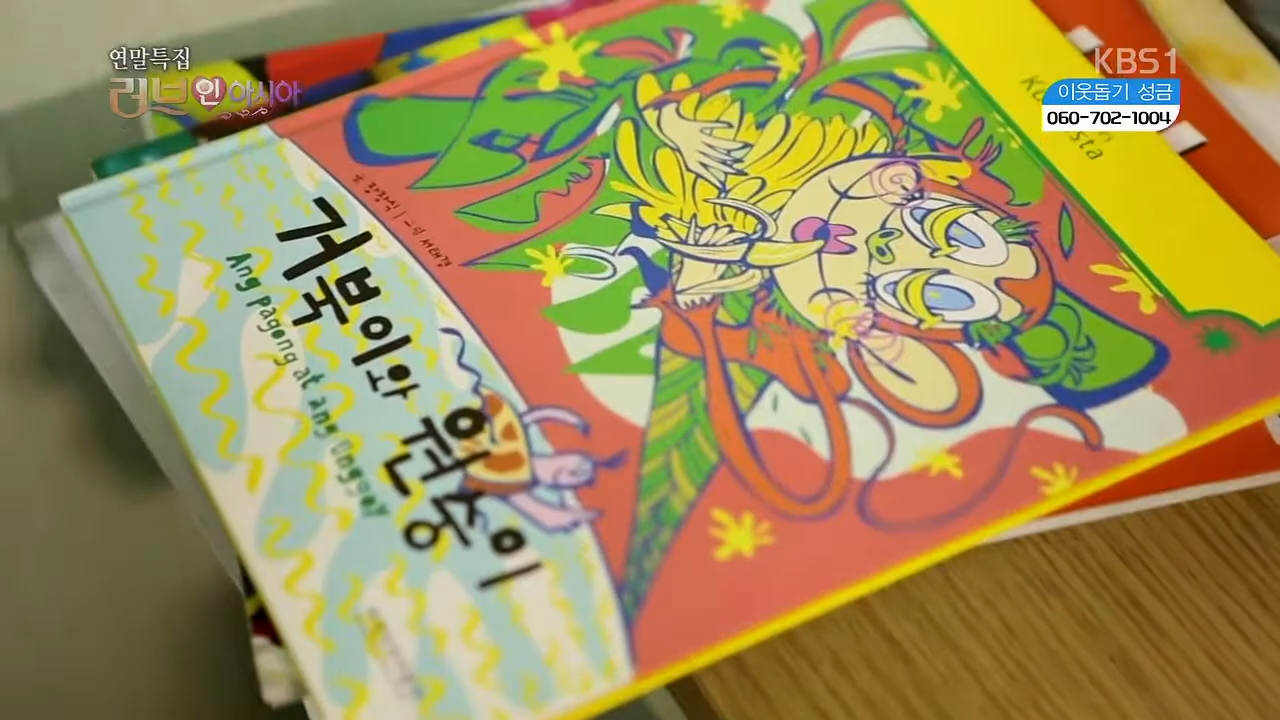 연말특집
러브 인 아시아
KBS1
이웃돕기 성금
060-702-1004
거북이와 원숭이
Ang pagong at ang unggoy